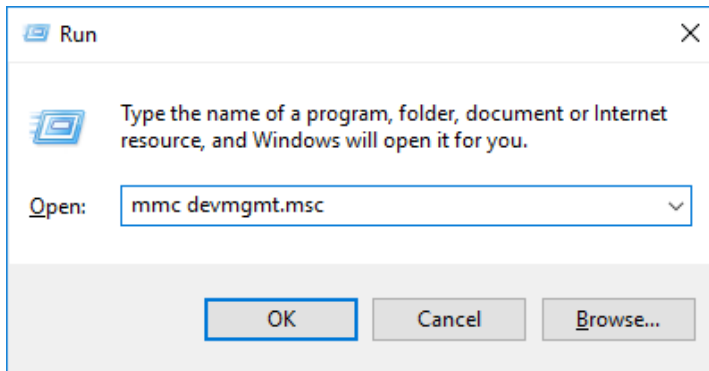 Run
Type the name of a program, folder, document or Internet
resource, and Windows will open it for you.
Open: mmc devmgmt.msc
OK Cancel Browse...